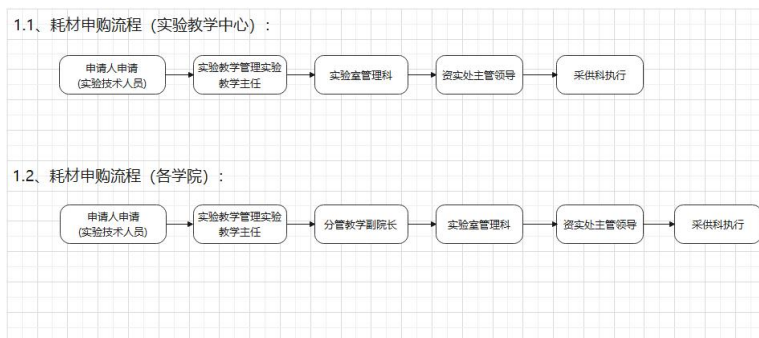 1.1、耗材申购流程（实验教学中心）：
申请人申请
(实验技术人员)
实验教学管理实验
教学主任
实验室管理科
资实处主管领导
采供科执行
1.2、耗材申购流程（各学院）：
申请人申请
(实验技术人员)
实验教学管理实验
教学主任
分管教学副院长
实验室管理科
资实处主管领导
采供科执行